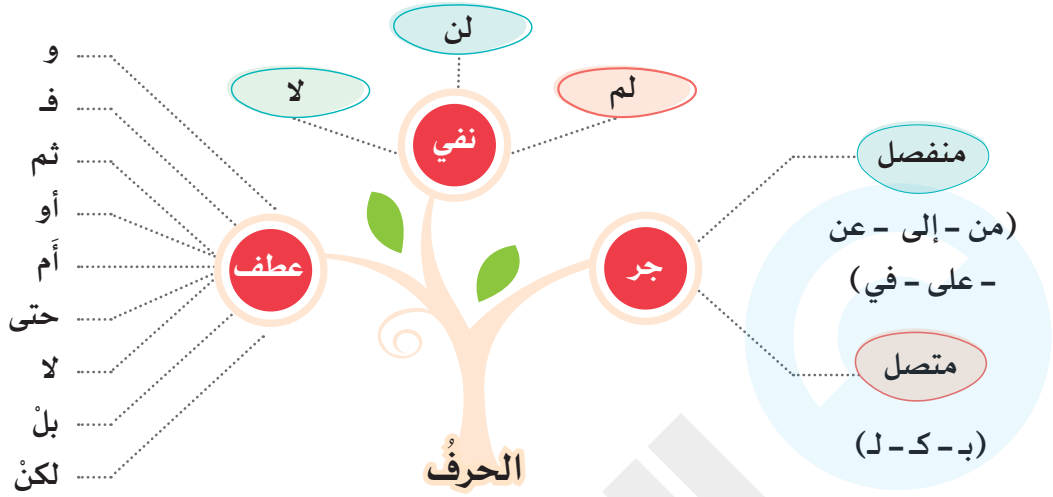 منفصل
(من - إلى - عن
- على - في)
متصل
(بـ - كـ - لـ)
جر
لم
لن
لا
نفي
عطف
و
فـ
ثم
أو
أَم
حتى
لا
بلْ
لكنْ
الحرفُ